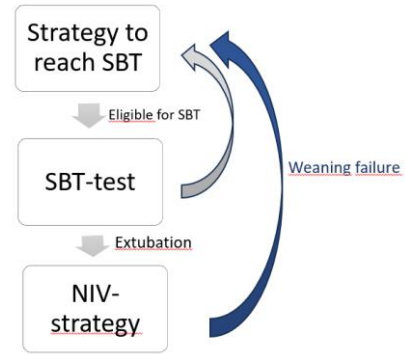 Strategy to
reach SBT
Eligible for SBT
SBT-test
Weaning failure
Extubation
NIV-
strategy